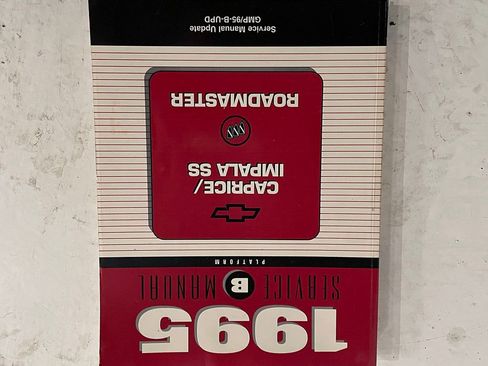 1995
SERVICE B MANUAL
PLATFORM
CAPRICE/
IMPALA SS
ROADMASTER
Service Manual Update
GMP/95-B-UPD